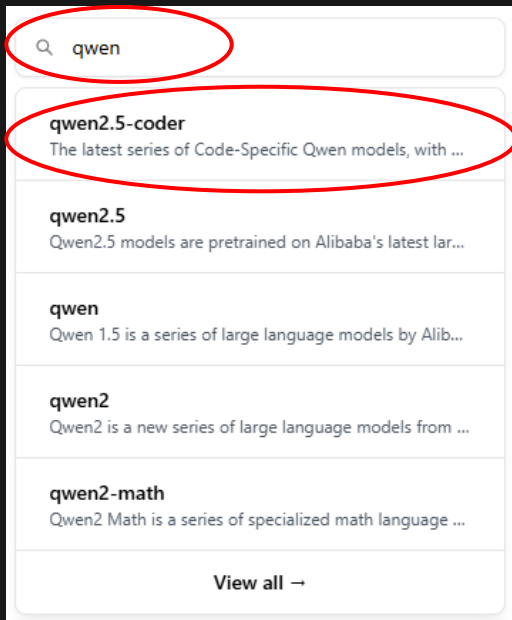 qwen
qwen2.5-coder
The latest series of Code-Specific Qwen models, with ...
qwen2.5
Qwen2.5 models are pretrained on Alibaba's latest lar...
qwen
Qwen 1.5 is a series of large language models by Alib...
qwen2
Qwen2 is a new series of large language models from ...
qwen2-math
Qwen2 Math is a series of specialized math language ...
View all →